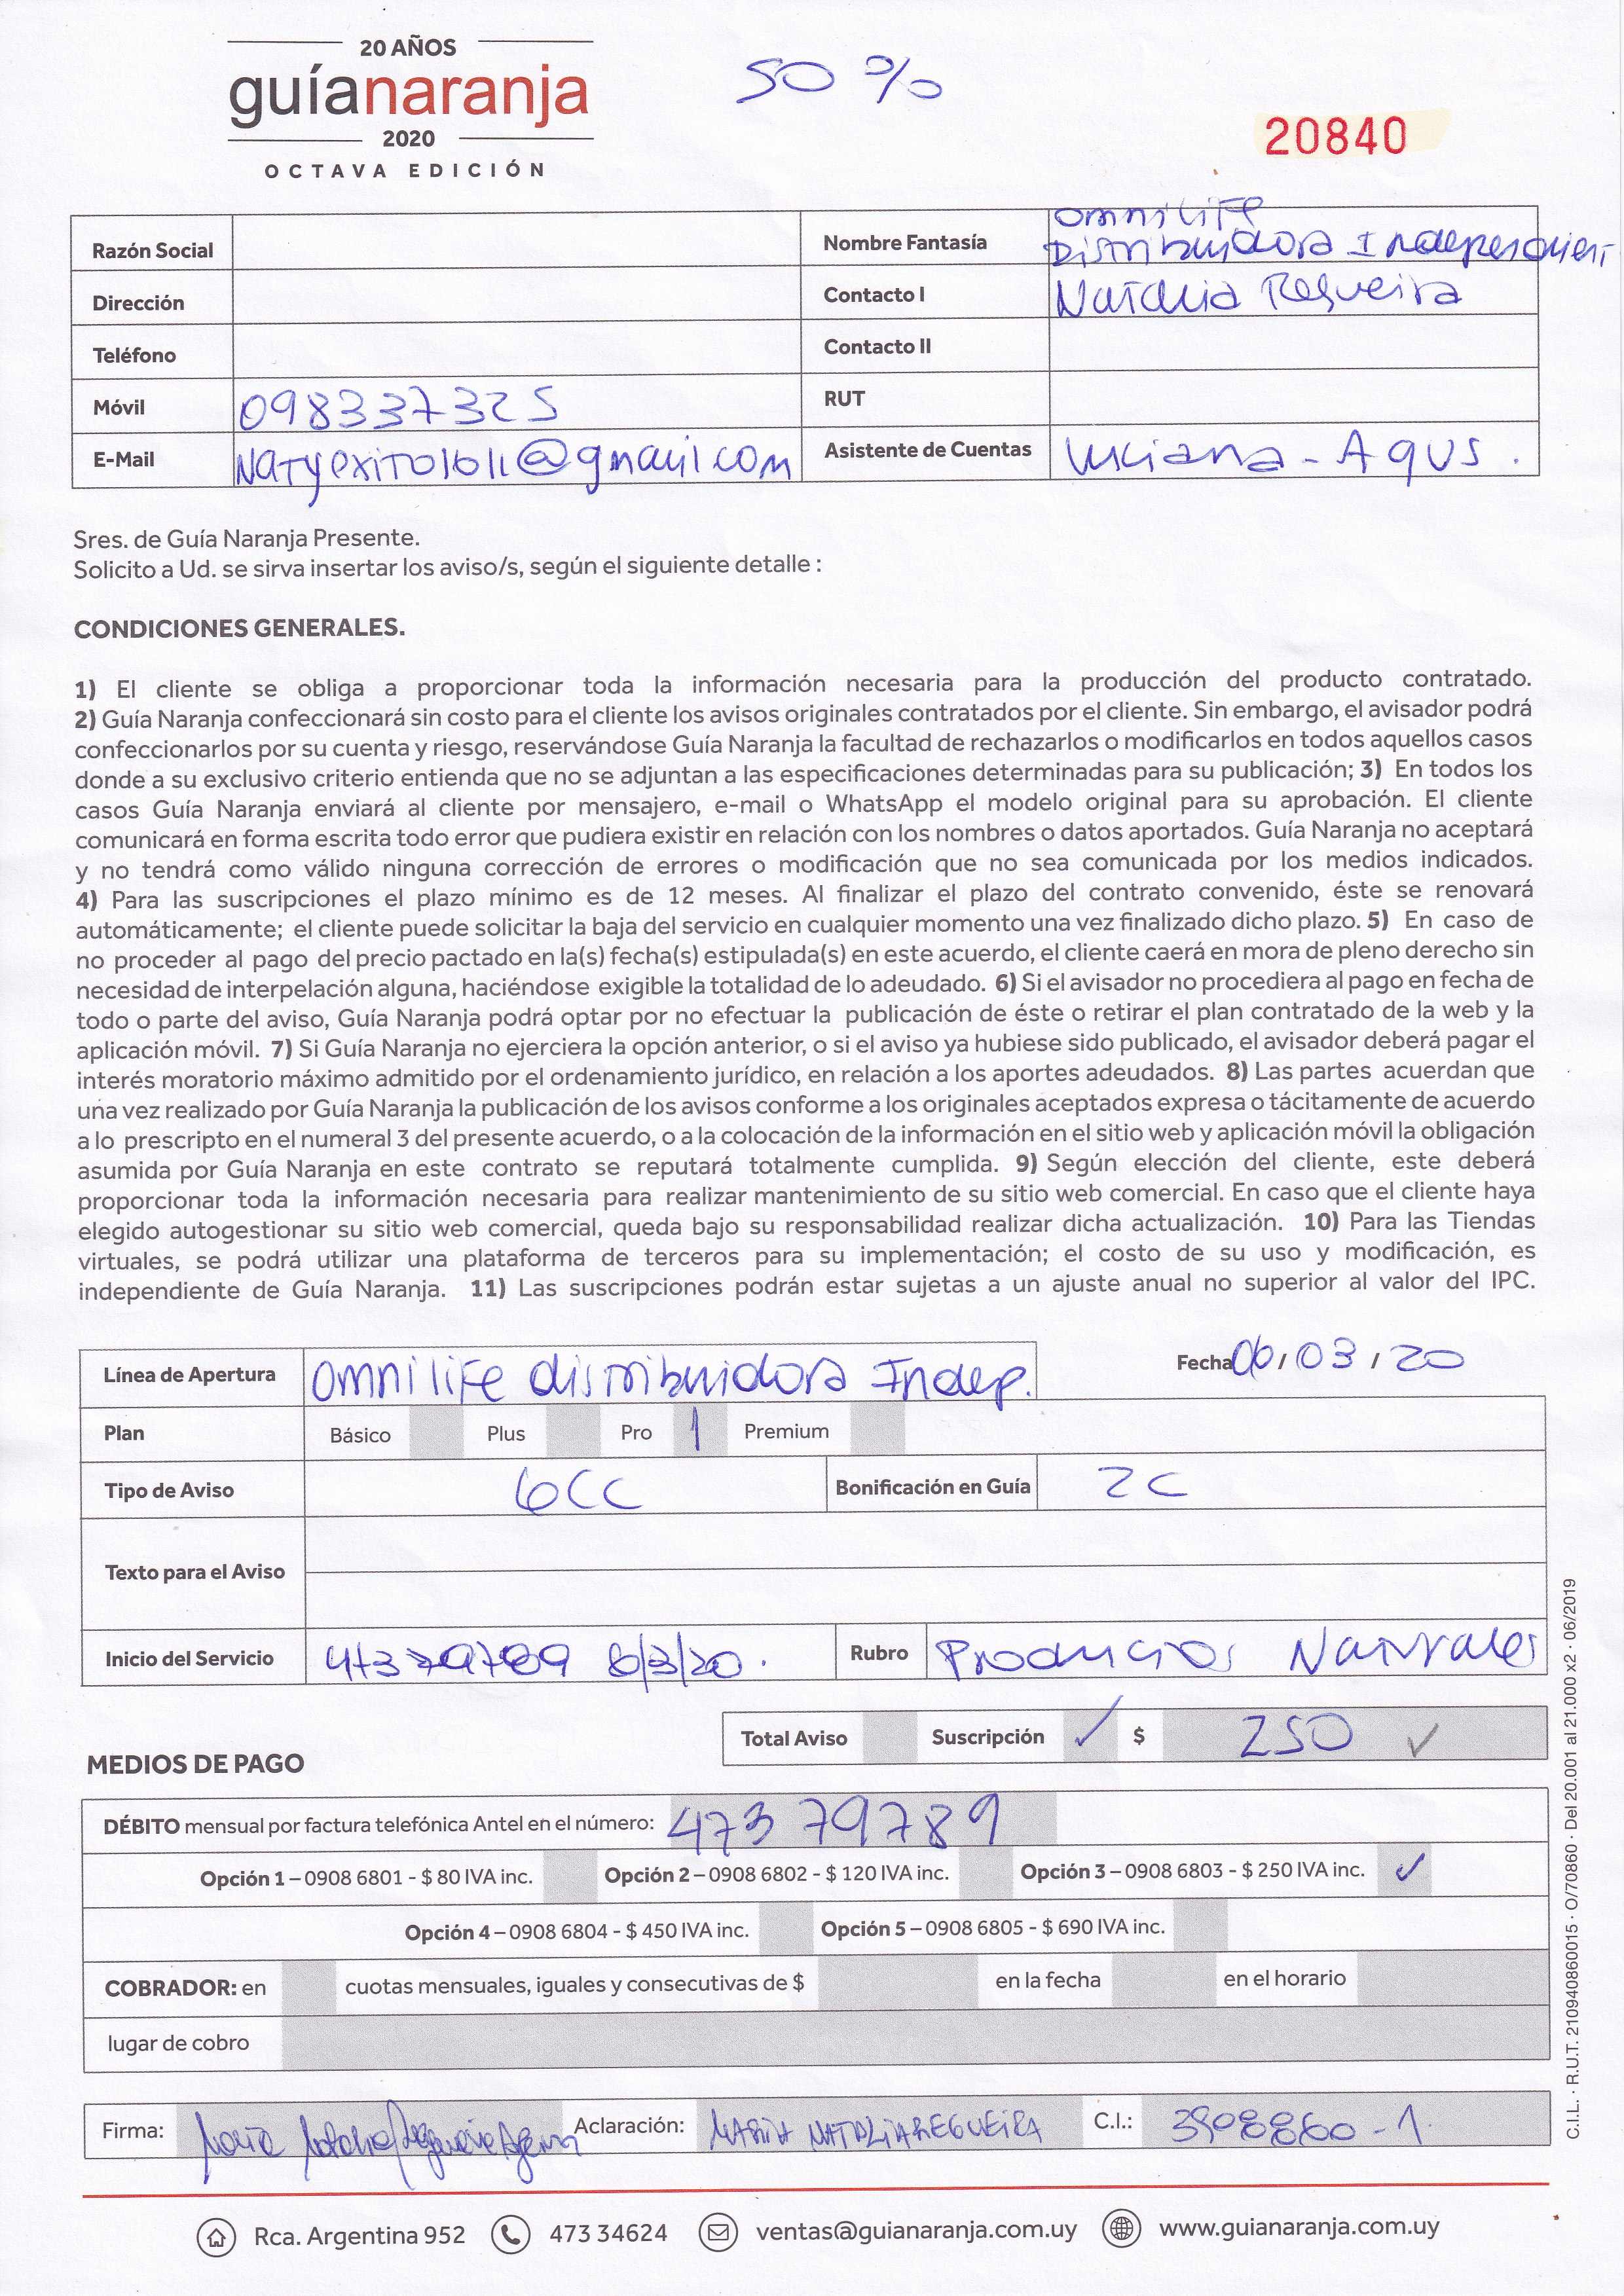 20 AÑOS
guíanaranja
2020
OCTAVA EDICIÓN
50 %
20840
Razón Social
Nombre Fantasía Omnilife
Distribuidora Independient
Dirección
Contacto I Natalia Regueira
Teléfono
Contacto II
Móvil 098337325
RUT
E-Mail Natyexito1611@gmail.com
Asistente de Cuentas Luciana - Agus.
Sres. de Guía Naranja Presente.
Solicito a Ud. se sirva insertar los aviso/s, según el siguiente detalle :
CONDICIONES GENERALES.
1) El cliente se obliga a proporcionar toda la información necesaria para la producción del producto contratado.
2) Guía Naranja confeccionará sin costo para el cliente los avisos originales contratados por el cliente. Sin embargo, el avisador podrá
confeccionarlos por su cuenta y riesgo, reservándose Guía Naranja la facultad de rechazarlos o modificarlos en todos aquellos casos
donde a su exclusivo criterio entienda que no se adjuntan a las especificaciones determinadas para su publicación; 3) En todos los
casos Guía Naranja enviará al cliente por mensajero, e-mail o WhatsApp el modelo original para su aprobación. El cliente
comunicará en forma escrita todo error que pudiera existir en relación con los nombres o datos aportados. Guía Naranja no aceptará
y no tendrá como válido ninguna corrección de errores o modificación que no sea comunicada por los medios indicados.
4) Para las suscripciones el plazo mínimo es de 12 meses. Al finalizar el plazo del contrato convenido, éste se renovará
automáticamente; el cliente puede solicitar la baja del servicio en cualquier momento una vez finalizado dicho plazo. 5) En caso de
no proceder al pago del precio pactado en la(s) fecha(s) estipulada(s) en este acuerdo, el cliente caerá en mora de pleno derecho sin
necesidad de interpelación alguna, haciéndose exigible la totalidad de lo adeudado. 6) Si el avisador no procediera al pago en fecha de
todo o parte del aviso, Guía Naranja podrá optar por no efectuar la publicación de éste o retirar el plan contratado de la web y la
aplicación móvil. 7) Si Guía Naranja no ejerciera la opción anterior, o si el aviso ya hubiese sido publicado, el avisador deberá pagar el
interés moratorio máximo admitido por el ordenamiento jurídico, en relación a los aportes adeudados. 8) Las partes acuerdan que
una vez realizado por Guía Naranja la publicación de los avisos conforme a los originales aceptados expresa o tácitamente de acuerdo
a lo prescripto en el numeral 3 del presente acuerdo, o a la colocación de la información en el sitio web y aplicación móvil la obligación
asumida por Guía Naranja en este contrato se reputará totalmente cumplida. 9) Según elección del cliente, este deberá
proporcionar toda la información necesaria para realizar mantenimiento de su sitio web comercial. En caso que el cliente haya
elegido autogestionar su sitio web comercial, queda bajo su responsabilidad realizar dicha actualización. 10) Para las Tiendas
virtuales, se podrá utilizar una plataforma de terceros para su implementación; el costo de su uso y modificación, es
independiente de Guía Naranja. 11) Las suscripciones podrán estar sujetas a un ajuste anual no superior al valor del IPC.
Línea de Apertura Omnilife distribuidora Indep.
Fecha 06 / 03 / 20
Plan Básico Plus Pro 1 Premium
Tipo de Aviso 6CC Bonificación en Guía 2C
Texto para el Aviso
Inicio del Servicio 6/3/20. Rubro Productos Naturales
Total Aviso Suscripción ✓ $ 250 ✓
MEDIOS DE PAGO
DÉBITO mensual por factura telefónica Antel en el número: 473 79789
Opción 1 – 0908 6801 - $ 80 IVA inc. Opción 2 – 0908 6802 - $ 120 IVA inc. Opción 3 – 0908 6803 - $ 250 IVA inc. ✓
Opción 4 – 0908 6804 - $ 450 IVA inc. Opción 5 – 0908 6805 - $ 690 IVA inc.
COBRADOR: en cuotas mensuales, iguales y consecutivas de $ en la fecha en el horario
lugar de cobro
Firma: Aclaración: MARIA NATALIA REGUEIRA C.I.: 3908860-1
Rca. Argentina 952 473 34624 ventas@guianaranja.com.uy www.guianaranja.com.uy
C.I.L. · R.U.T. 210940860015 · O/70860 · Del 20.001 al 21.000 x2 · 06/2019